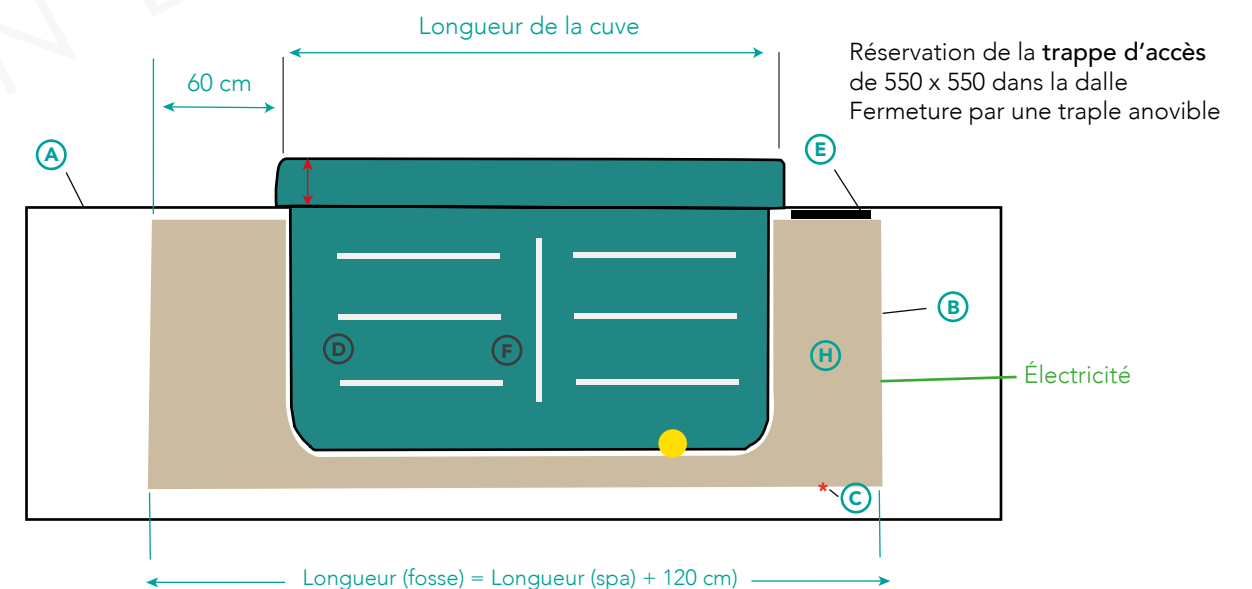 Longueur de la cuve
60 cm
Réservation de la trappe d'accès
de 550 x 550 dans la dalle
Fermeture par une traple anovible
A
E
B
D
F
H
Électricité
* C
Longueur (fosse) = Longueur (spa) + 120 cm)